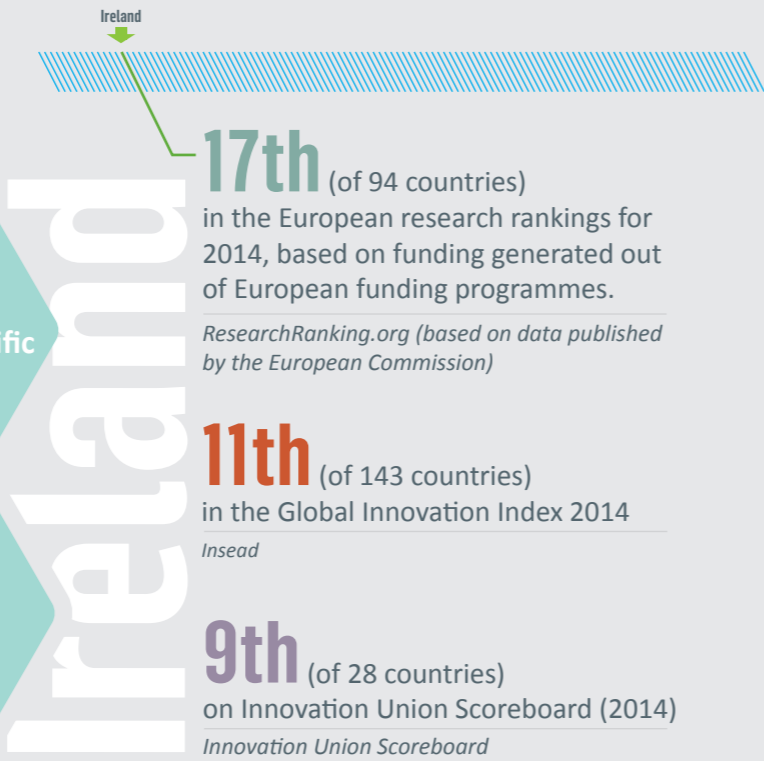 Ireland
17th (of 94 countries)
in the European research rankings for
2014, based on funding generated out
of European funding programmes.
ResearchRanking.org (based on data published
by the European Commission)
11th (of 143 countries)
in the Global Innovation Index 2014
Insead
9th (of 28 countries)
on Innovation Union Scoreboard (2014)
Innovation Union Scoreboard
Ireland